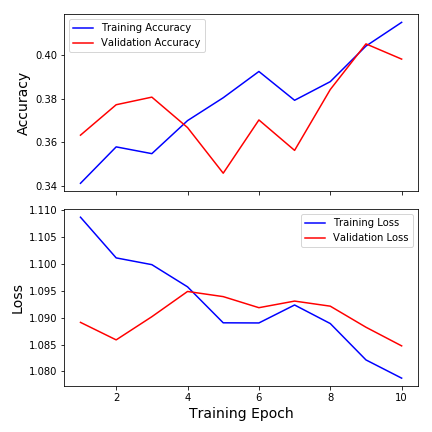 Training Accuracy
Validation Accuracy
0.40
0.38
0.36
0.34
Accuracy
1.110
1.105
1.100
1.095
1.090
1.085
1.080
Loss
Training Loss
Validation Loss
2 4 6 8 10
Training Epoch